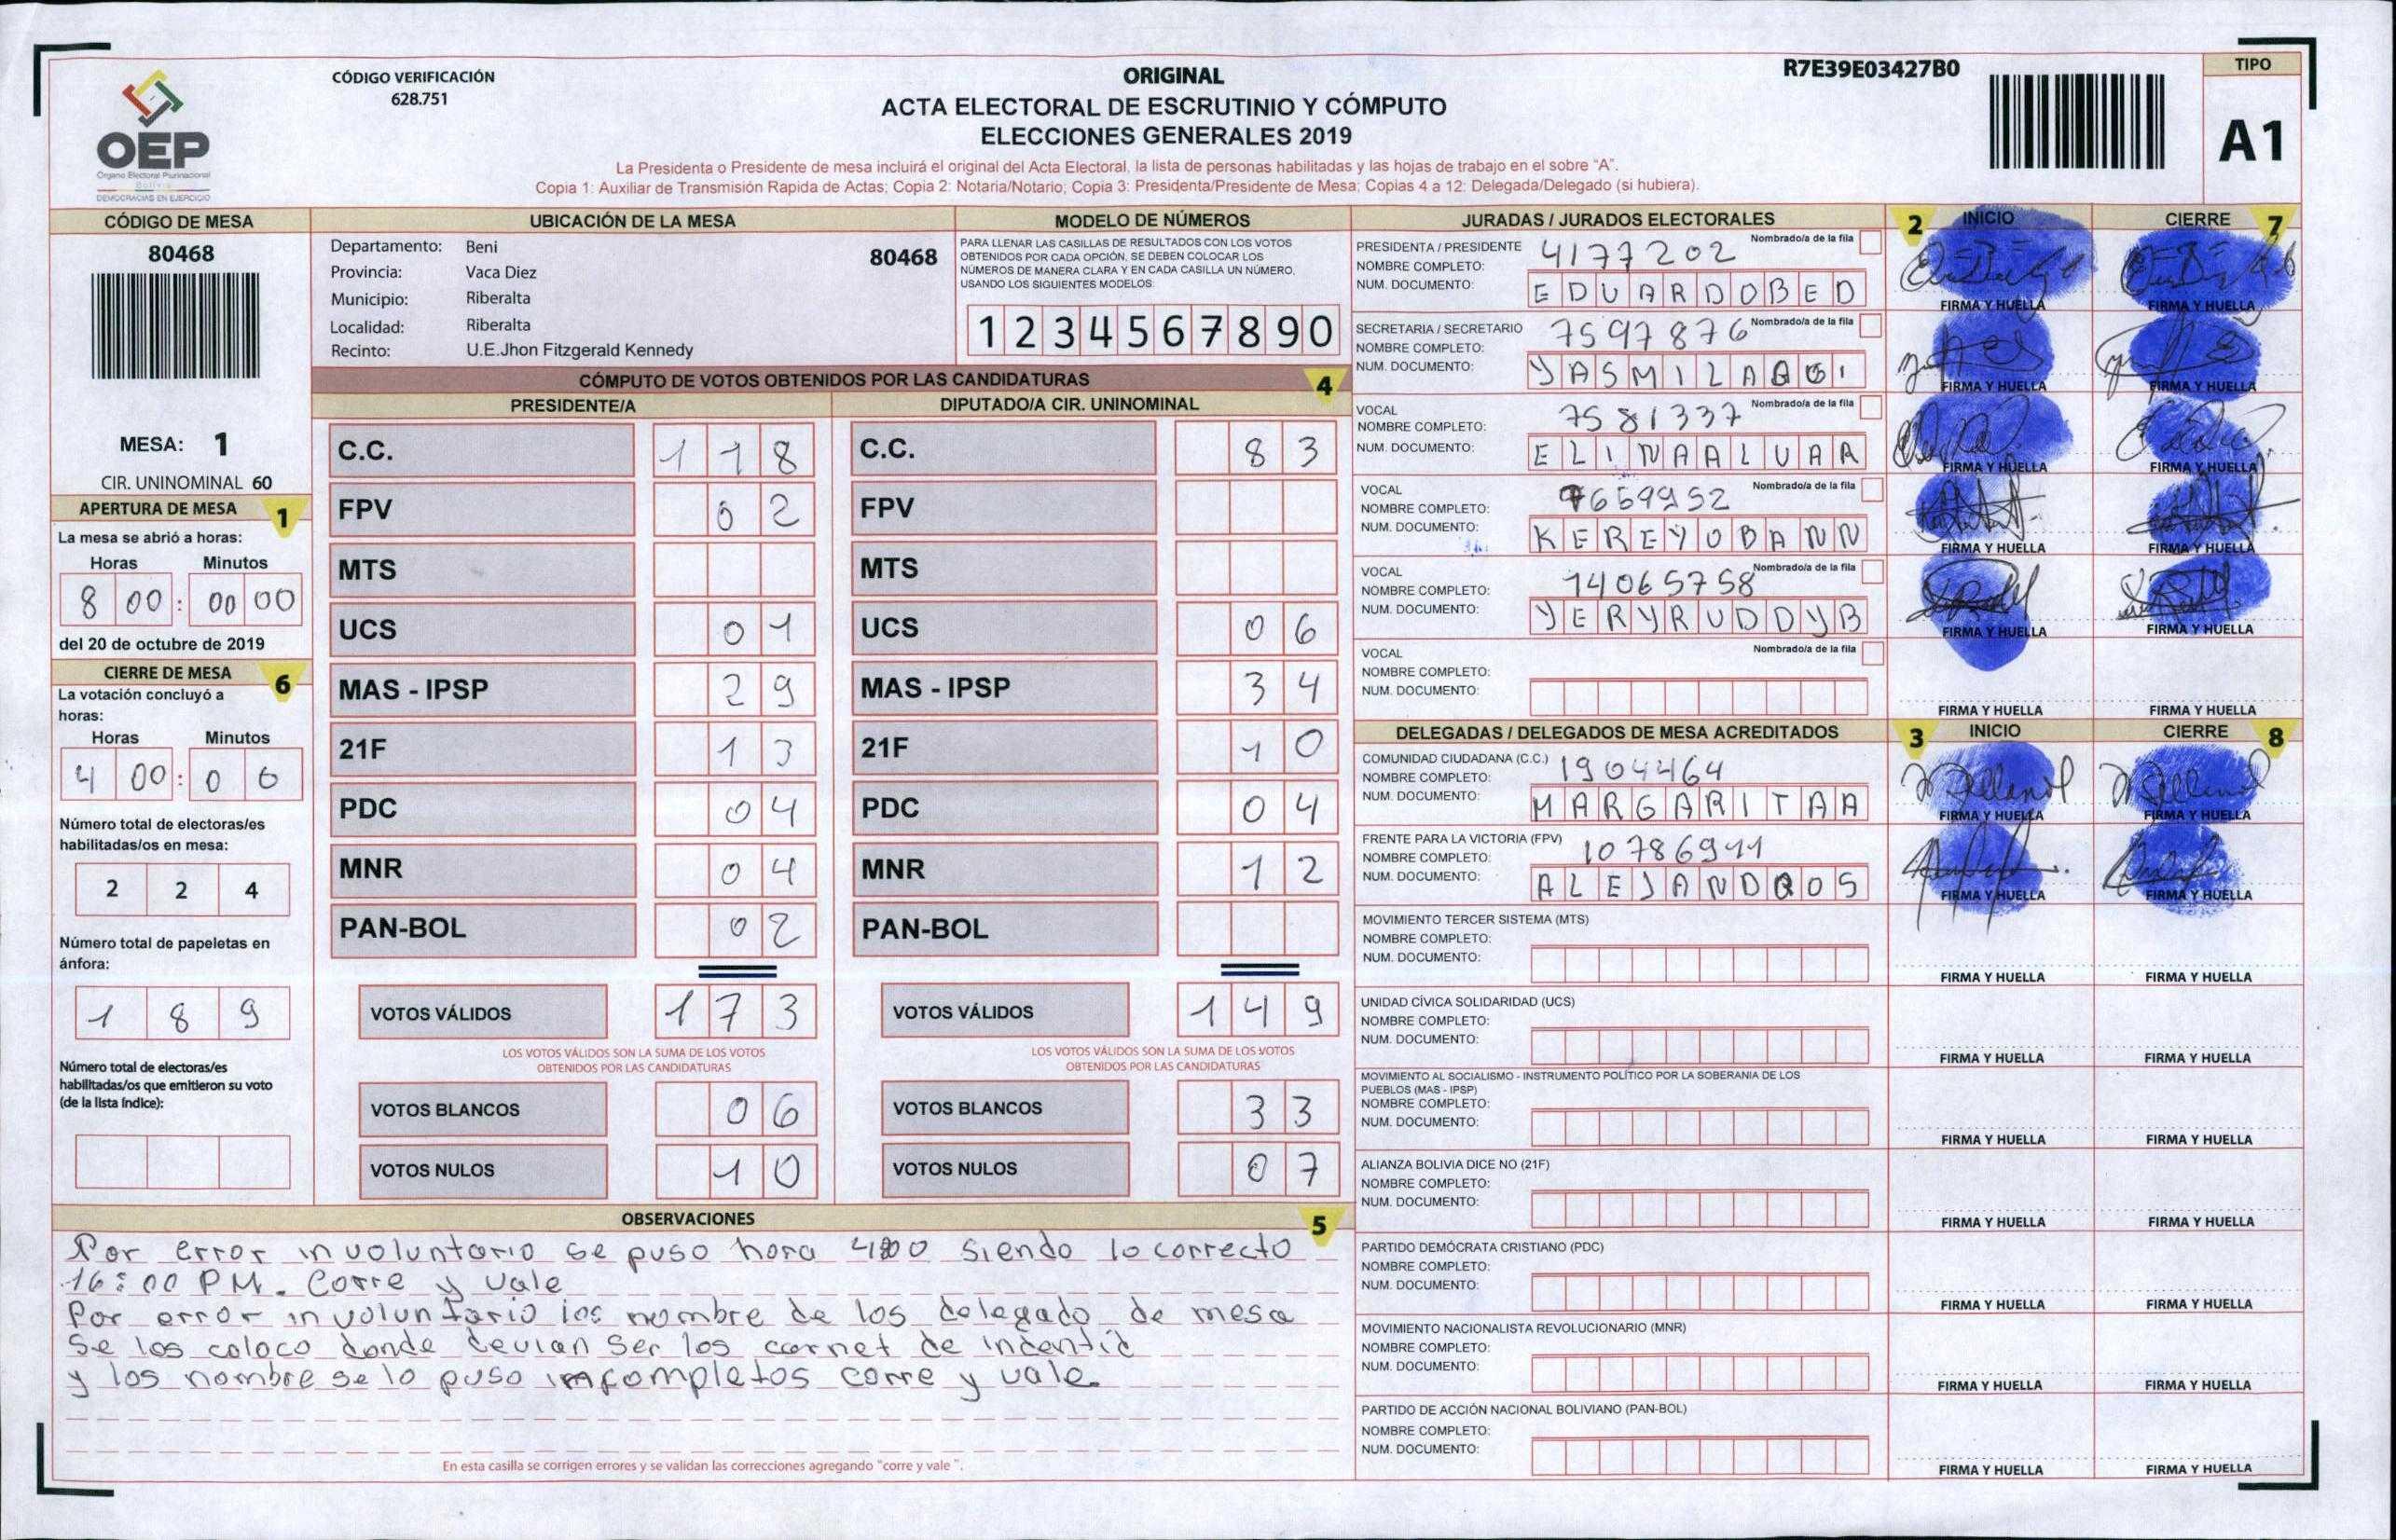 CÓDIGO VERIFICACIÓN
628.751
ORIGINAL
ACTA ELECTORAL DE ESCRUTINIO Y CÓMPUTO
ELECCIONES GENERALES 2019
R7E39E03427B0
TIPO
A1
OEP
Órgano Electoral Plurinacional
Bolivia
DEMOCRACIAS EN EJERCICIO
La Presidenta o Presidente de mesa incluirá el original del Acta Electoral, la lista de personas habilitadas y las hojas de trabajo en el sobre "A".
Copia 1: Auxiliar de Transmisión Rapida de Actas; Copia 2: Notaria/Notario; Copia 3: Presidenta/Presidente de Mesa; Copias 4 a 12: Delegada/Delegado (si hubiera).
CÓDIGO DE MESA
80468
MESA: 1
CIR. UNINOMINAL 60
APERTURA DE MESA 1
La mesa se abrió a horas:
Horas Minutos
8 00 : 00 00
del 20 de octubre de 2019
CIERRE DE MESA 6
La votación concluyó a
horas:
Horas Minutos
4 00 : 0 6
Número total de electoras/es
habilitadas/os en mesa:
2 2 4
Número total de papeletas en
ánfora:
1 8 9
Número total de electoras/es
habilitadas/os que emitieron su voto
(de la lista índice):
UBICACIÓN DE LA MESA
Departamento: Beni 80468
Provincia: Vaca Diez
Municipio: Riberalta
Localidad: Riberalta
Recinto: U.E.Jhon Fitzgerald Kennedy
MODELO DE NÚMEROS
PARA LLENAR LAS CASILLAS DE RESULTADOS CON LOS VOTOS
OBTENIDOS POR CADA OPCIÓN, SE DEBEN COLOCAR LOS
NÚMEROS DE MANERA CLARA Y EN CADA CASILLA UN NÚMERO,
USANDO LOS SIGUIENTES MODELOS:
1 2 3 4 5 6 7 8 9 0
CÓMPUTO DE VOTOS OBTENIDOS POR LAS CANDIDATURAS 4
PRESIDENTE/A DIPUTADO/A CIR. UNINOMINAL
C.C. 1 1 8 C.C. 8 3
FPV 0 2 FPV
MTS MTS
UCS 0 1 UCS 0 6
MAS - IPSP 2 9 MAS - IPSP 3 4
21F 1 3 21F 1 0
PDC 0 4 PDC 0 4
MNR 0 4 MNR 1 2
PAN-BOL 0 2 PAN-BOL
VOTOS VÁLIDOS 1 7 3 VOTOS VÁLIDOS 1 4 9
LOS VOTOS VÁLIDOS SON LA SUMA DE LOS VOTOS LOS VOTOS VÁLIDOS SON LA SUMA DE LOS VOTOS
OBTENIDOS POR LAS CANDIDATURAS OBTENIDOS POR LAS CANDIDATURAS
VOTOS BLANCOS 0 6 VOTOS BLANCOS 3 3
VOTOS NULOS 1 0 VOTOS NULOS 0 7
OBSERVACIONES 5
Por error involuntario se puso hora 400 siendo lo correcto
16:00 PM. Corre y Vale
Por error involuntario los nombre de los delegado de mesa
Se los coloco donde devian ser los carnet de indentid
y los nombre se lo puso imcompletos corre y vale.
En esta casilla se corrigen errores y se validan las correcciones agregando "corre y vale ".
JURADAS / JURADOS ELECTORALES 2 INICIO CIERRE 7
PRESIDENTA / PRESIDENTE 4177202 Nombrado/a de la fila
NOMBRE COMPLETO:
NUM. DOCUMENTO: E D U A R D O B E D
FIRMA Y HUELLA FIRMA Y HUELLA
SECRETARIA / SECRETARIO 7597876 Nombrado/a de la fila
NOMBRE COMPLETO:
NUM. DOCUMENTO: Y A S M I L A
FIRMA Y HUELLA FIRMA Y HUELLA
VOCAL 7581337 Nombrado/a de la fila
NOMBRE COMPLETO:
NUM. DOCUMENTO: E L I N A A L V A R
FIRMA Y HUELLA FIRMA Y HUELLA
VOCAL 7659952 Nombrado/a de la fila
NOMBRE COMPLETO:
NUM. DOCUMENTO: K E R E Y O B A N N
FIRMA Y HUELLA FIRMA Y HUELLA
VOCAL 14065758 Nombrado/a de la fila
NOMBRE COMPLETO:
NUM. DOCUMENTO: Y E R Y R U D D Y B
FIRMA Y HUELLA FIRMA Y HUELLA
VOCAL Nombrado/a de la fila
NOMBRE COMPLETO:
NUM. DOCUMENTO:
FIRMA Y HUELLA FIRMA Y HUELLA
DELEGADAS / DELEGADOS DE MESA ACREDITADOS 3 INICIO CIERRE 8
COMUNIDAD CIUDADANA (C.C.) 1904464
NOMBRE COMPLETO:
NUM. DOCUMENTO: M A R G A R I T A A
FIRMA Y HUELLA FIRMA Y HUELLA
FRENTE PARA LA VICTORIA (FPV) 10786911
NOMBRE COMPLETO:
NUM. DOCUMENTO: A L E J A N D R O S
FIRMA Y HUELLA FIRMA Y HUELLA
MOVIMIENTO TERCER SISTEMA (MTS)
NOMBRE COMPLETO:
NUM. DOCUMENTO:
FIRMA Y HUELLA FIRMA Y HUELLA
UNIDAD CÍVICA SOLIDARIDAD (UCS)
NOMBRE COMPLETO:
NUM. DOCUMENTO:
FIRMA Y HUELLA FIRMA Y HUELLA
MOVIMIENTO AL SOCIALISMO - INSTRUMENTO POLÍTICO POR LA SOBERANIA DE LOS
PUEBLOS (MAS - IPSP)
NOMBRE COMPLETO:
NUM. DOCUMENTO:
FIRMA Y HUELLA FIRMA Y HUELLA
ALIANZA BOLIVIA DICE NO (21F)
NOMBRE COMPLETO:
NUM. DOCUMENTO:
FIRMA Y HUELLA FIRMA Y HUELLA
PARTIDO DEMÓCRATA CRISTIANO (PDC)
NOMBRE COMPLETO:
NUM. DOCUMENTO:
FIRMA Y HUELLA FIRMA Y HUELLA
MOVIMIENTO NACIONALISTA REVOLUCIONARIO (MNR)
NOMBRE COMPLETO:
NUM. DOCUMENTO:
FIRMA Y HUELLA FIRMA Y HUELLA
PARTIDO DE ACCIÓN NACIONAL BOLIVIANO (PAN-BOL)
NOMBRE COMPLETO:
NUM. DOCUMENTO:
FIRMA Y HUELLA FIRMA Y HUELLA